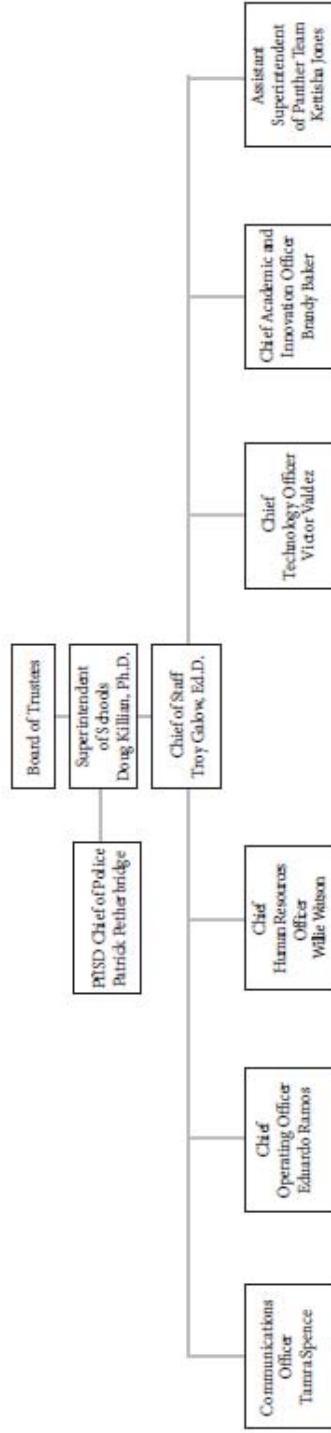 Board of Trustees
Superintendent
of Schools
Doug Killian, Ph.D.
PfISD Chief of Police
Patrick Petherbridge
Chief of Staff
Troy Galow, Ed.D.
Communications
Officer
Tamra Spence
Chief
Operating Officer
Eduardo Ramos
Chief
Human Resources
Officer
Willie Watson
Chief
Technology Officer
Victor Valdez
Chief Academic and
Innovation Officer
Brandy Baker
Assistant
Superintendent
of Panther Team
Kettisha Jones